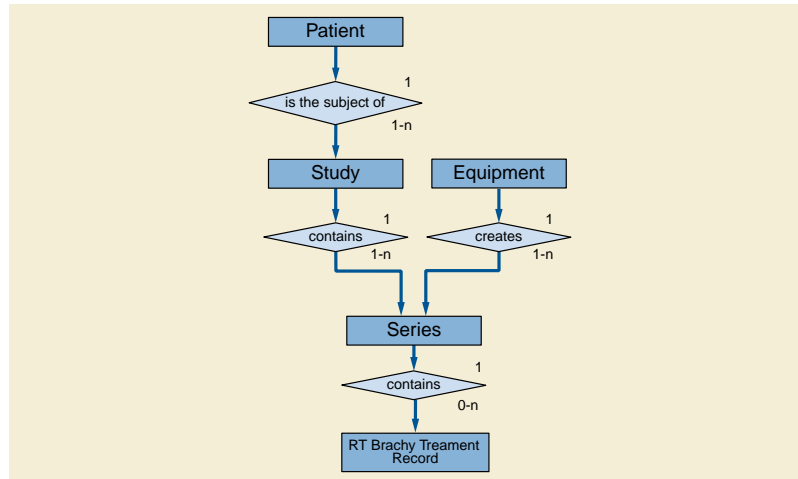 Patient
1
is the subject of
1-n
Study
Equipment
1
1
contains
creates
1-n
1-n
Series
1
contains
0-n
RT Brachy Treament
Record